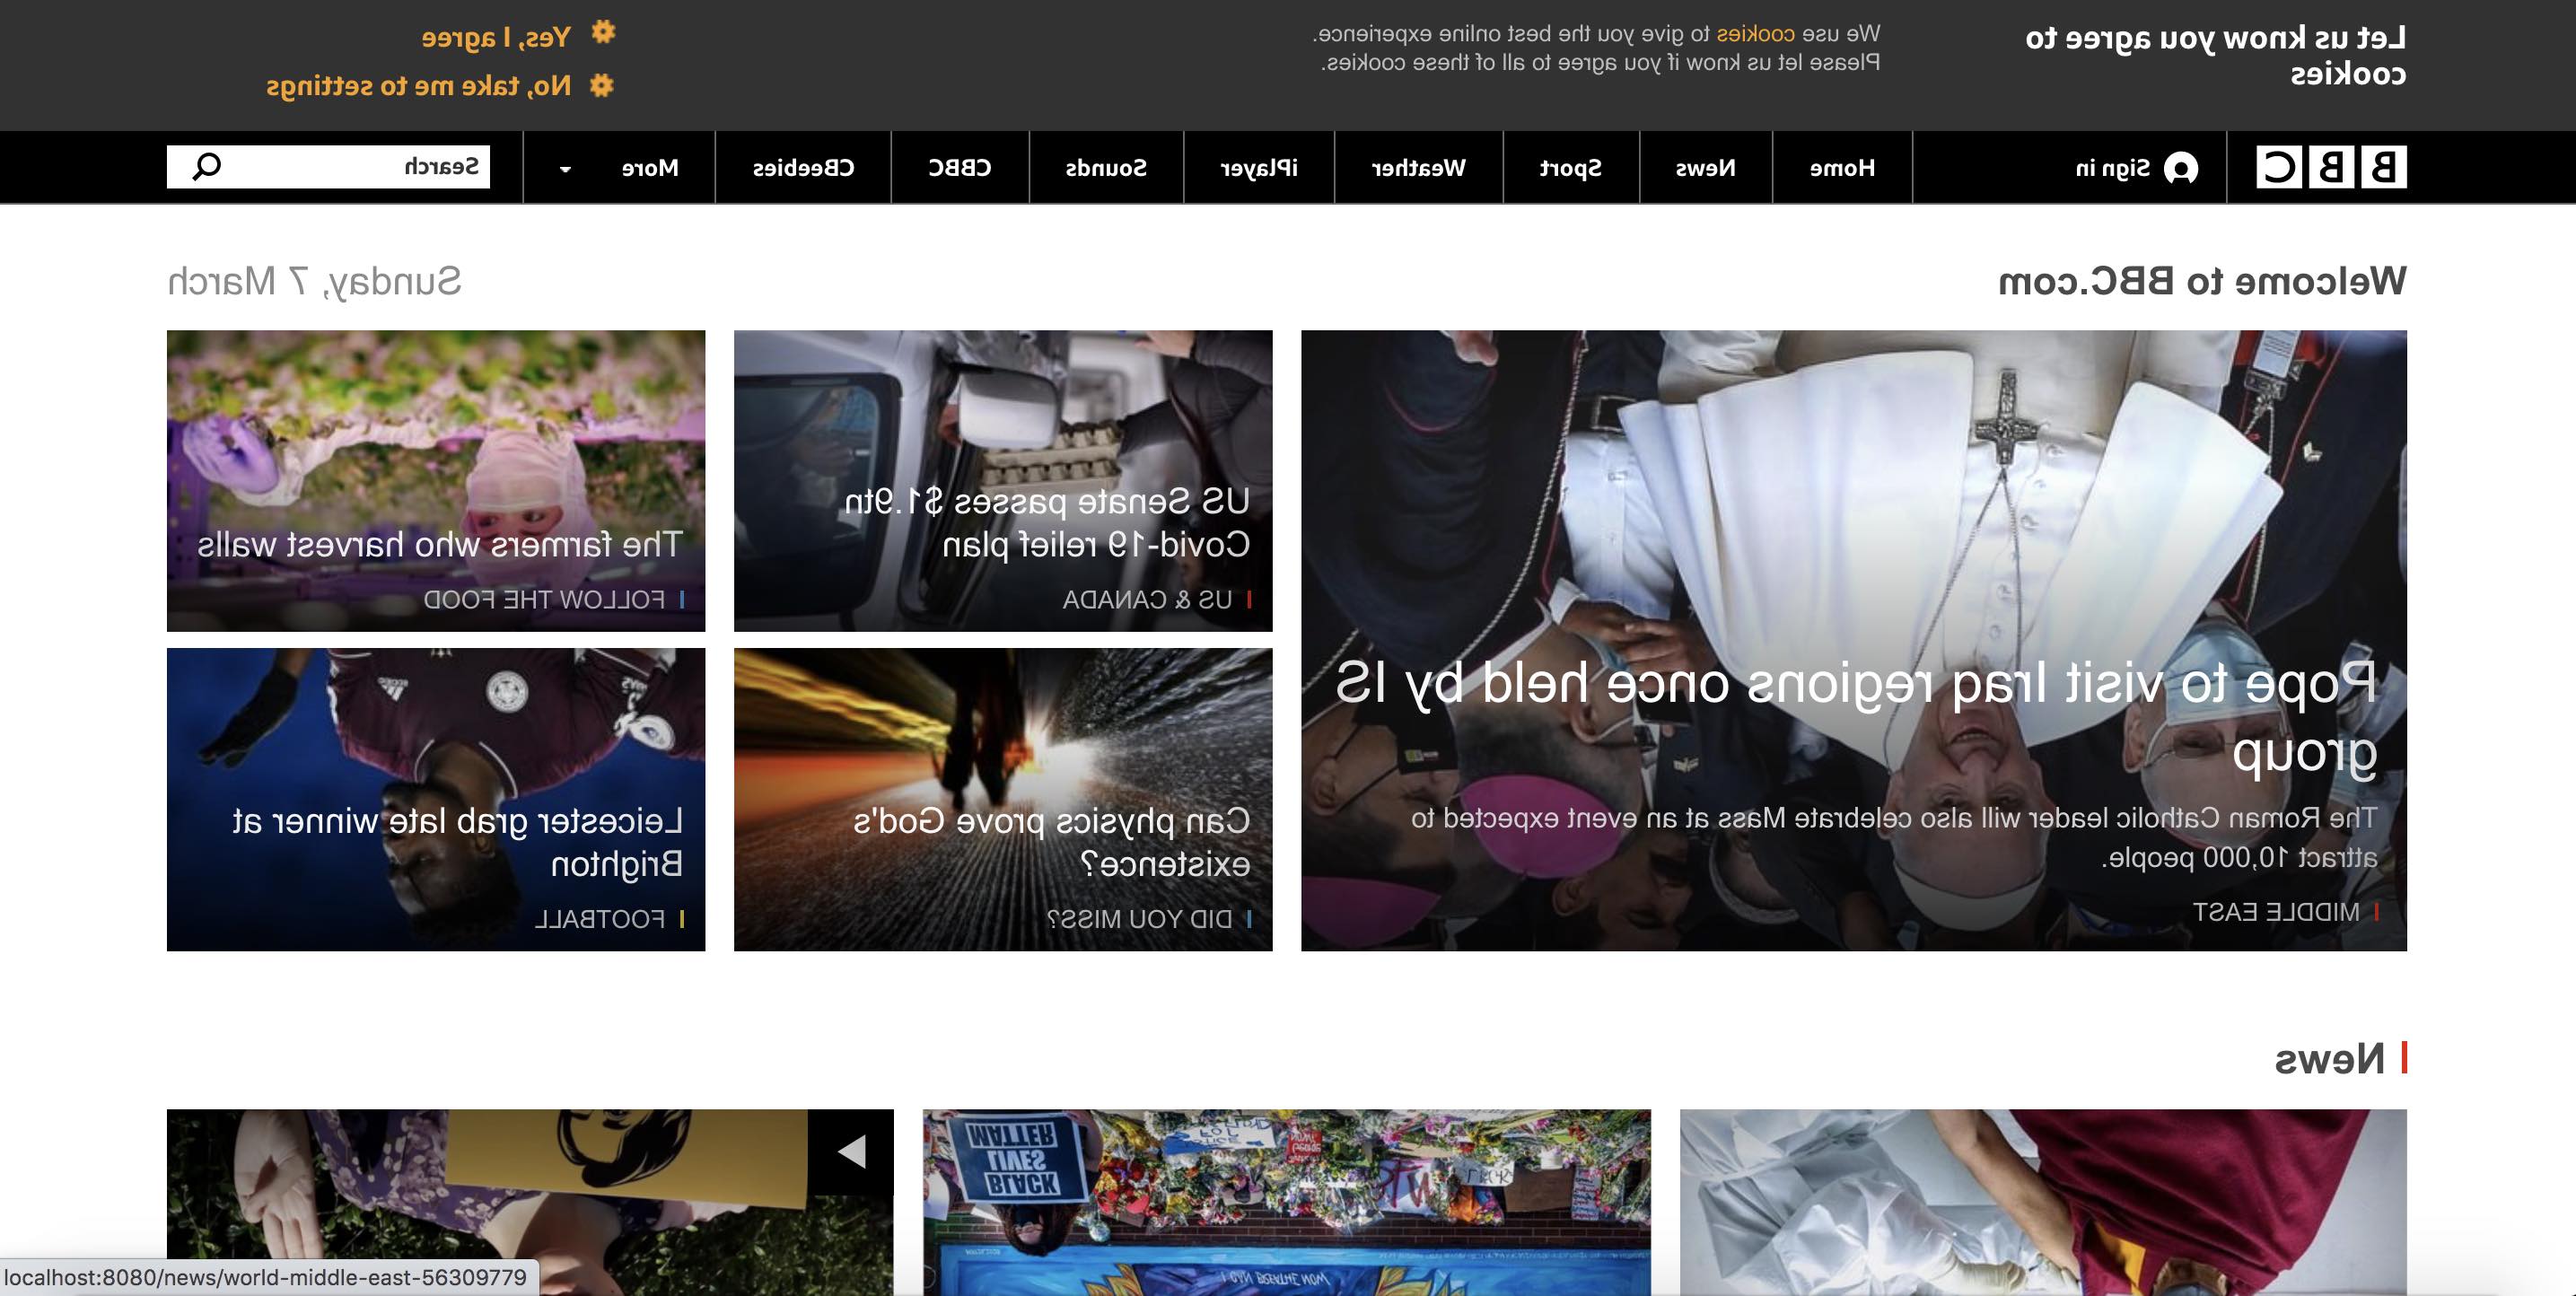 Let us know you agree to
cookies
We use cookies to give you the best online experience.
Please let us know if you agree to all of these cookies.
Yes, I agree
No, take me to settings
BBC
Sign in
Home
News
Sport
Weather
iPlayer
Sounds
CBBC
CBeebies
More
Search
Welcome to BBC.com
Sunday, 7 March
Pope to visit Iraq regions once held by IS
group
The Roman Catholic leader will also celebrate Mass at an event expected to
attract 10,000 people.
MIDDLE EAST
US Senate passes $1.9tn
Covid-19 relief plan
US & CANADA
The farmers who harvest walls
FOLLOW THE FOOD
Can physics prove God's
existence?
DID YOU MISS?
Leicester grab late winner at
Brighton
FOOTBALL
News
BLACK
LIVES
MATTER
localhost:8080/news/world-middle-east-56309779